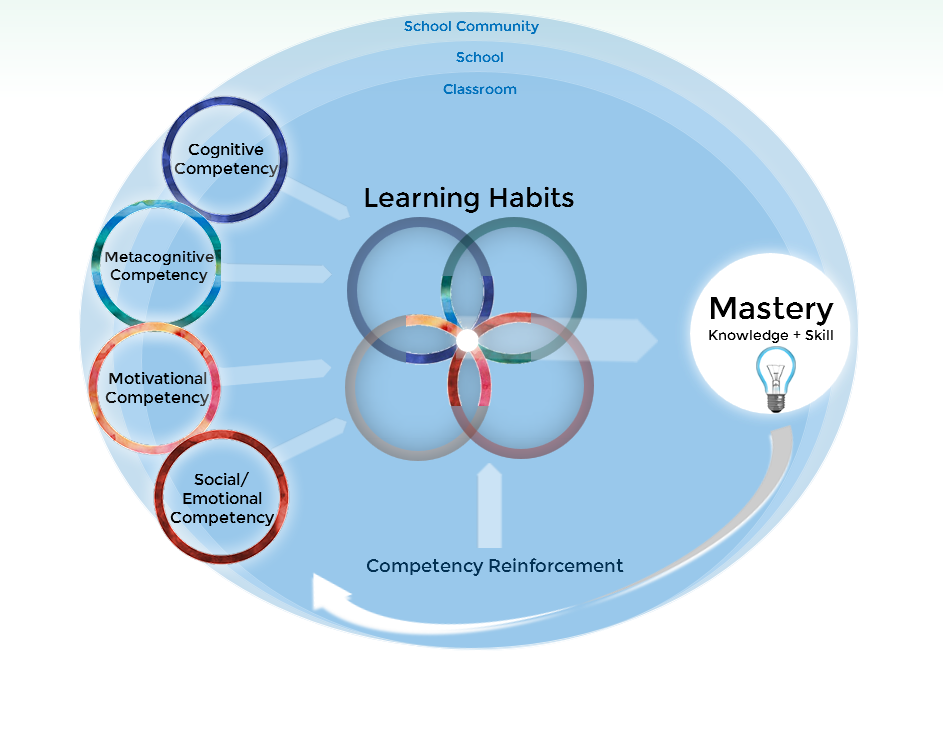 School Community
School
Classroom
Cognitive
Competency
Metacognitive
Competency
Motivational
Competency
Social/
Emotional
Competency
Learning Habits
Mastery
Knowledge + Skill
Competency Reinforcement